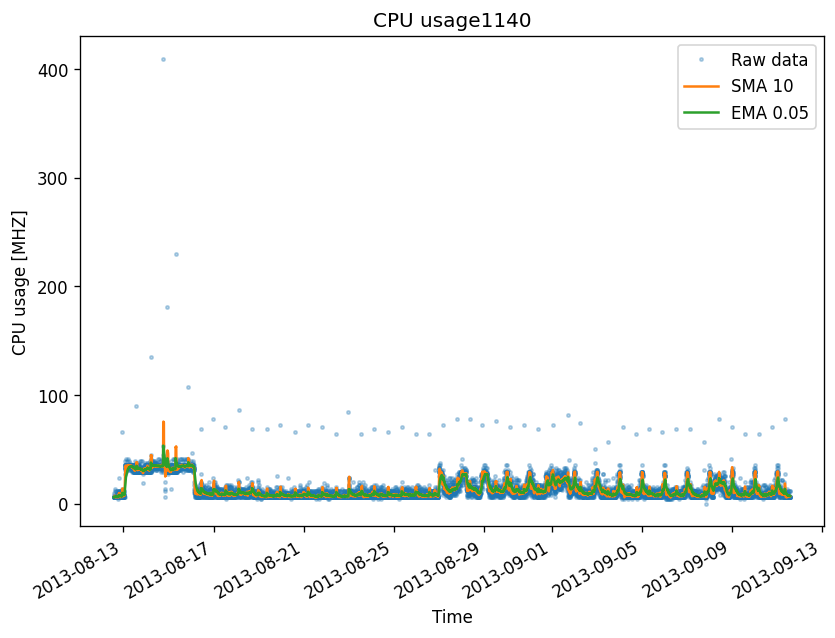 CPU usage1140
Raw data
SMA 10
EMA 0.05
400
300
200
100
0
CPU usage [MHZ]
2013-08-13
2013-08-17
2013-08-21
2013-08-25
2013-08-29
2013-09-01
2013-09-05
2013-09-09
2013-09-13
Time